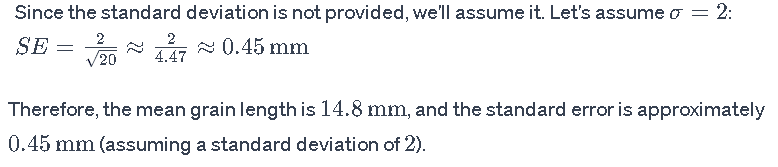 Since the standard deviation is not provided, we'll assume it. Let's assume σ = 2:
SE = 2/√20 ≈ 2/4.47 ≈ 0.45 mm
Therefore, the mean grain length is 14.8 mm, and the standard error is approximately
0.45 mm (assuming a standard deviation of 2).